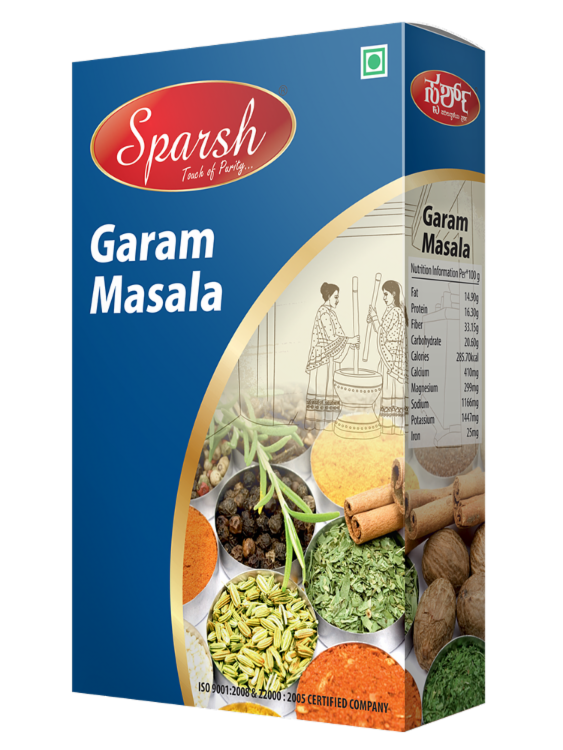 Sparsh
Touch of Purity...
Garam
Masala
ISO 9001:2008 & 22000 : 2005 CERTIFIED COMPANY
ಸ್ಪರ್ಶ್
Garam
Masala
Nutrition Information Per*100 g
Fat 14.90g
Protein 16.30g
Fiber 33.15g
Carbohydrate 20.60g
Calories 285.70kcal
Calcium 410mg
Magnesium 299mg
Sodium 1166mg
Potassium 1447mg
Iron 25mg